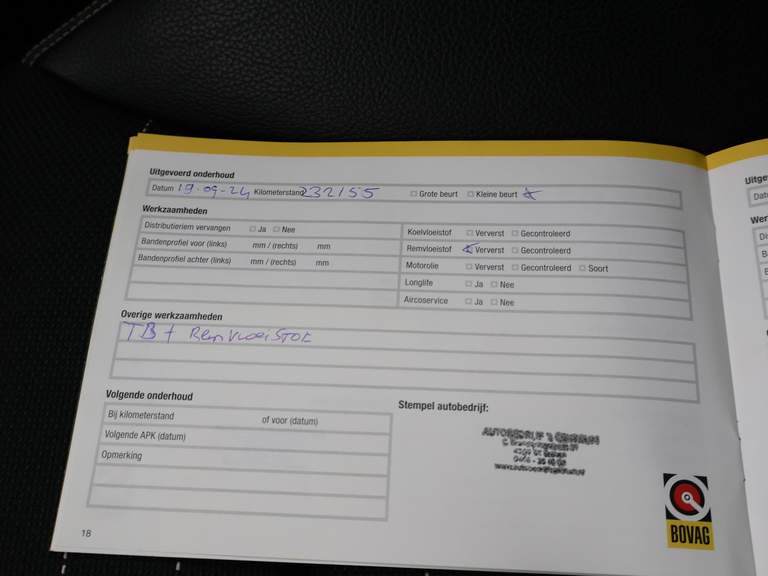 Uitgevoerd onderhoud
Datum 19-09-24 Kilometerstand 232155 Grote beurt Kleine beurt
Werkzaamheden
Distributieriem vervangen Ja Nee
Bandenprofiel voor (links) mm / (rechts) mm
Bandenprofiel achter (links) mm / (rechts) mm
Koelvloeistof Ververst Gecontroleerd
Remvloeistof Ververst Gecontroleerd
Motorolie Ververst Gecontroleerd Soort
Longlife Ja Nee
Aircoservice Ja Nee
Overige werkzaamheden
TB + Remvloeistof
Volgende onderhoud
Bij kilometerstand of voor (datum)
Volgende APK (datum)
Opmerking
Stempel autobedrijf:
AUTOBEDRIJF
18
BOVAG
Uitge
Datu
Wer
Di
B
B